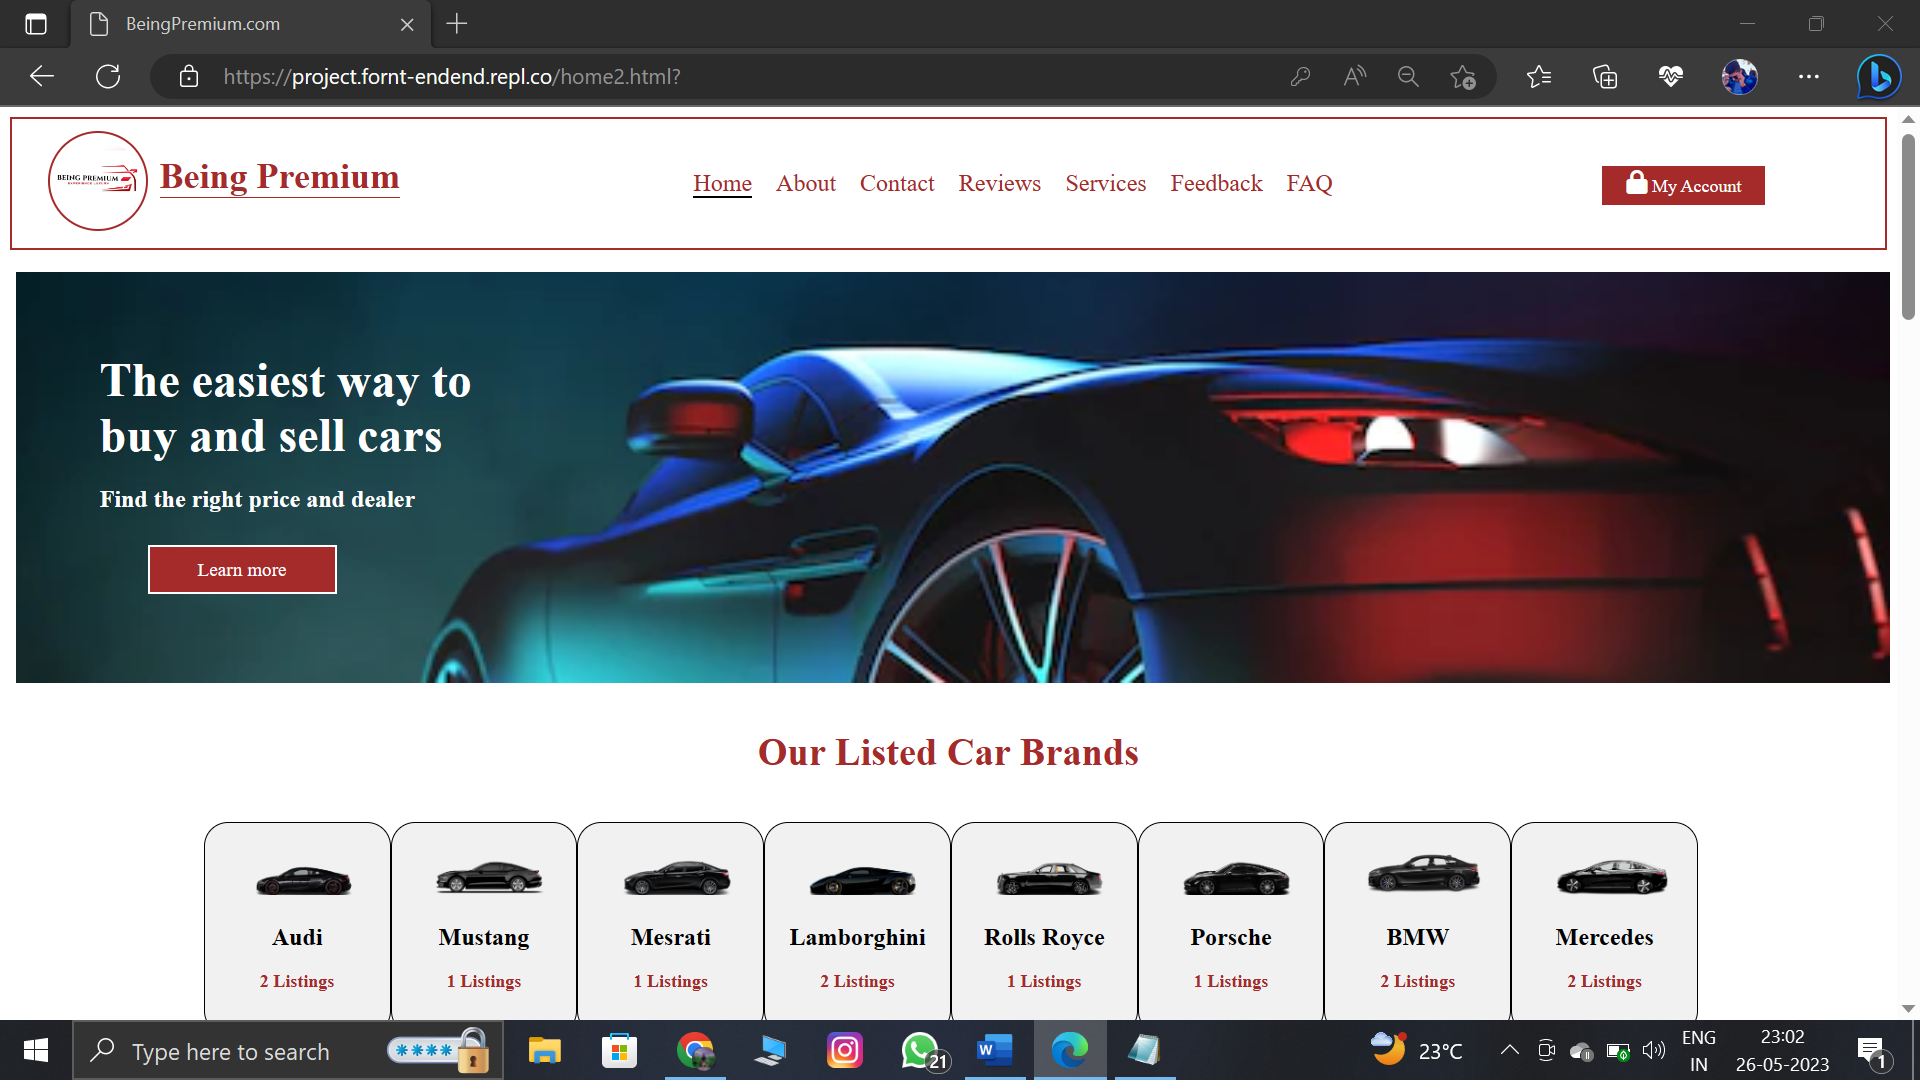 BeingPremium.com
https://project.fornt-endend.repl.co/home2.html?
BEING PREMIUM
Being Premium
Home About Contact Reviews Services Feedback FAQ
My Account
The easiest way to
buy and sell cars
Find the right price and dealer
Learn more
Our Listed Car Brands
Audi Mustang Mesrati Lamborghini Rolls Royce Porsche BMW Mercedes
2 Listings 1 Listings 1 Listings 2 Listings 1 Listings 1 Listings 2 Listings 2 Listings
Type here to search
****
21
W
23°C
ENG
IN
23:02
26-05-2023
1